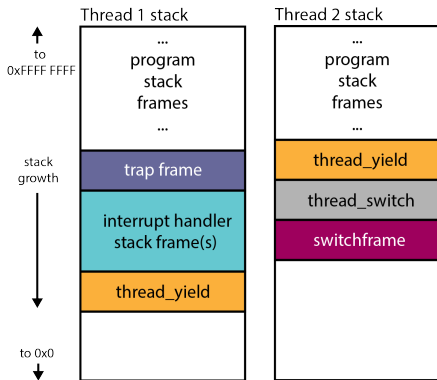 Thread 1 stack
Thread 2 stack
to
0xFFFF FFFF
stack
growth
to 0x0
...
program
stack
frames
...
trap frame
interrupt handler
stack frame(s)
thread_yield
...
program
stack
frames
...
thread_yield
thread_switch
switchframe